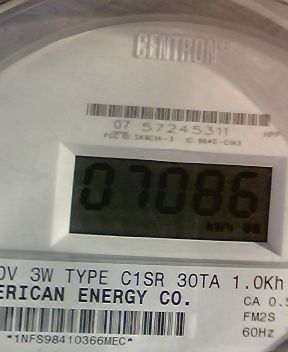 CENTRON®
07 57245311
07086
kWh
0V 3W TYPE C1SR 30TA 1.0Kh
ERICAN ENERGY CO.
CA 0.5
FM2S
60Hz
*1NFS98410366MEC*